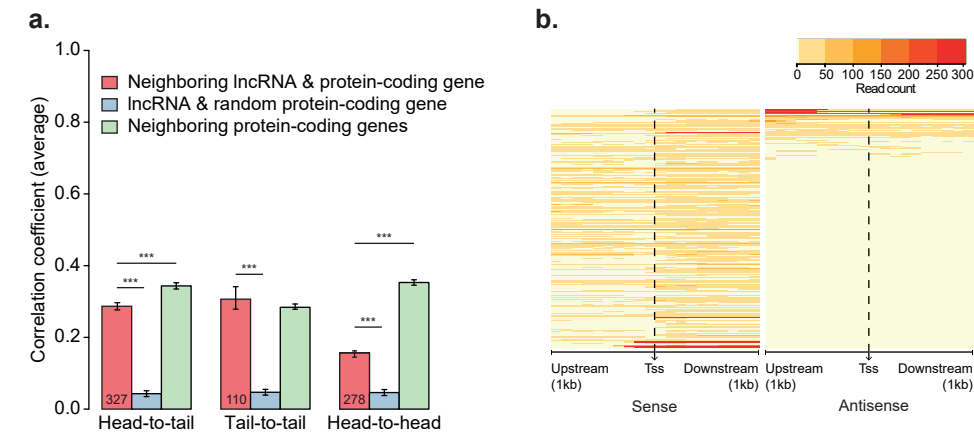 a.
Correlation coefficient (average)
1.0
0.8
0.6
0.4
0.2
0.0
Neighboring lncRNA & protein-coding gene
lncRNA & random protein-coding gene
Neighboring protein-coding genes
***
***
***
***
***
327
110
278
Head-to-tail
Tail-to-tail
Head-to-head
b.
0 50 100 150 200 250 300
Read count
Upstream (1kb)
Tss
Downstream (1kb)
Sense
Upstream (1kb)
Tss
Downstream (1kb)
Antisense